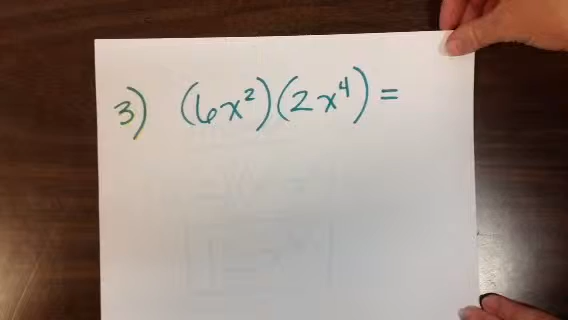 3) (6x²)(2x⁴) =